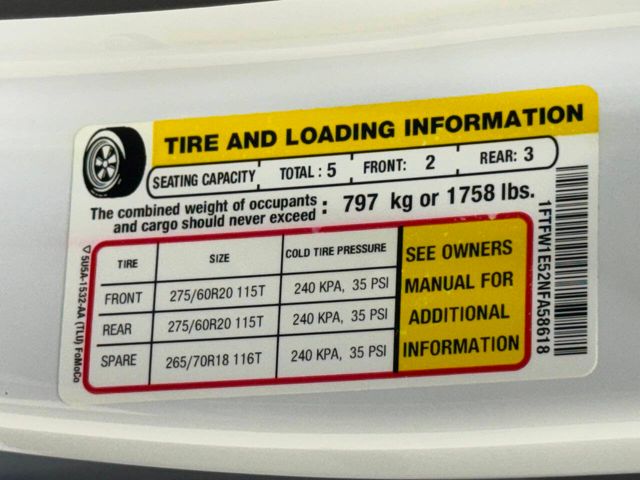 TIRE AND LOADING INFORMATION
SEATING CAPACITY TOTAL : 5 FRONT: 2 REAR: 3
The combined weight of occupants
and cargo should never exceed : 797 kg or 1758 lbs.
TIRE SIZE COLD TIRE PRESSURE
FRONT 275/60R20 115T 240 KPA, 35 PSI
REAR 275/60R20 115T 240 KPA, 35 PSI
SPARE 265/70R18 116T 240 KPA, 35 PSI
SEE OWNERS
MANUAL FOR
ADDITIONAL
INFORMATION
1FTFW1E52NFA58618
5U5A-1532-AA (TLU) FoMoCo